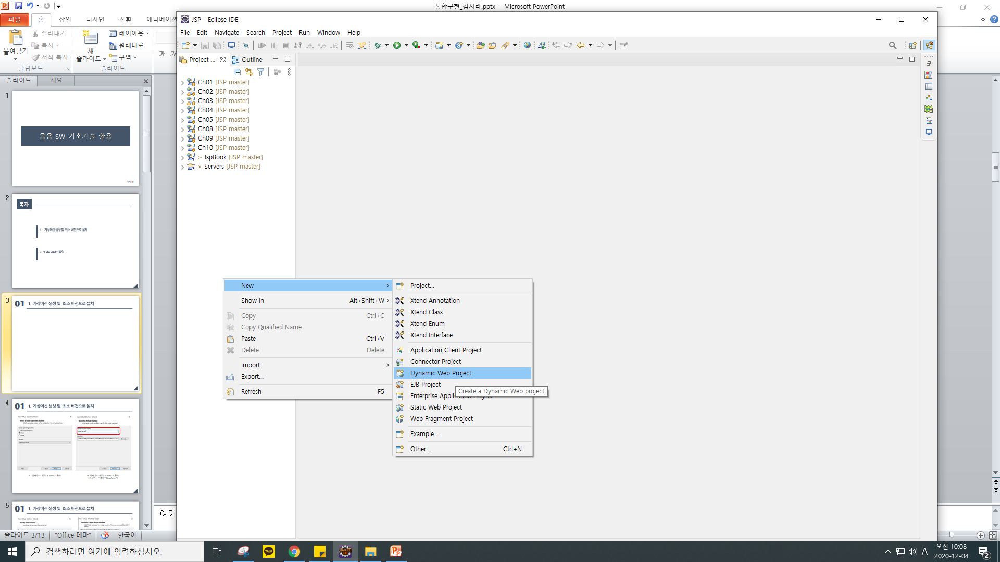 통합구현_김사라.pptx - Microsoft PowerPoint
파일 홈 삽입 디자인 전환 애니메이션
붙여넣기
잘라내기
복사
서식 복사
클립보드
새
슬라이드
레이아웃
원래대로
구역
슬라이드
가
슬라이드 개요
1
응용 SW 기초기술 활용
2
목차
1. 가상머신 생성 및 최소 버전으로 설치
2. "Hello World" 출력
3
01 1. 가상머신 생성 및 최소 버전으로 설치
4
01 1. 가상머신 생성 및 최소 버전으로 설치
5
01 1. 가상머신 생성 및 최소 버전으로 설치
여기
슬라이드 3/13 "Office 테마" 한국어
JSP - Eclipse IDE
File Edit Navigate Search Project Run Window Help
Project ... Outline
Ch01 [JSP master]
Ch02 [JSP master]
Ch03 [JSP master]
Ch04 [JSP master]
Ch05 [JSP master]
Ch08 [JSP master]
Ch09 [JSP master]
Ch10 [JSP master]
> JspBook [JSP master]
> Servers [JSP master]
New
Show In Alt+Shift+W
Copy Ctrl+C
Copy Qualified Name
Paste Ctrl+V
Delete Delete
Import
Export...
Refresh F5
Project...
Xtend Annotation
Xtend Class
Xtend Enum
Xtend Interface
Application Client Project
Connector Project
Dynamic Web Project
EJB Project
Create a Dynamic Web project
Enterprise Application Project
Static Web Project
Web Fragment Project
Example...
Other... Ctrl+N
검색하려면 여기에 입력하십시오.
TALK
A
오전 10:08
2020-12-04
2